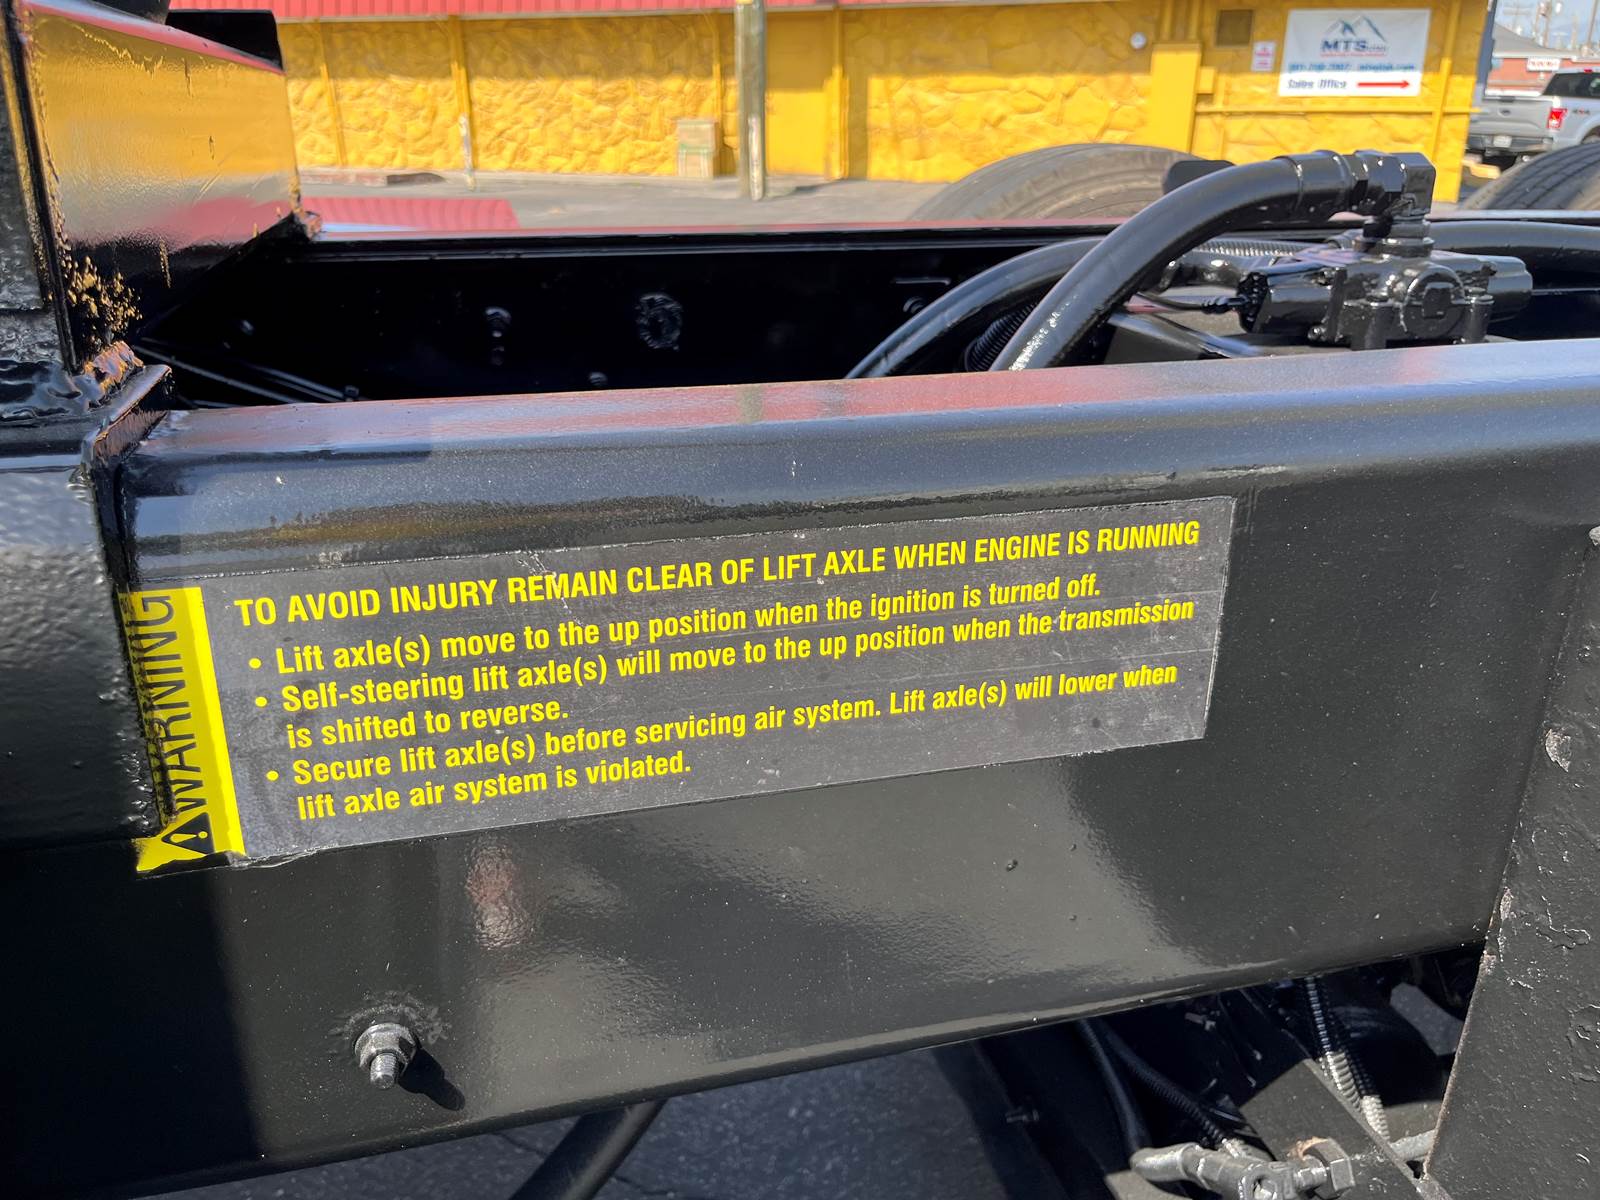 MTS
Sales Office
WARNING
TO AVOID INJURY REMAIN CLEAR OF LIFT AXLE WHEN ENGINE IS RUNNING
• Lift axle(s) move to the up position when the ignition is turned off.
• Self-steering lift axle(s) will move to the up position when the transmission
is shifted to reverse.
• Secure lift axle(s) before servicing air system. Lift axle(s) will lower when
lift axle air system is violated.